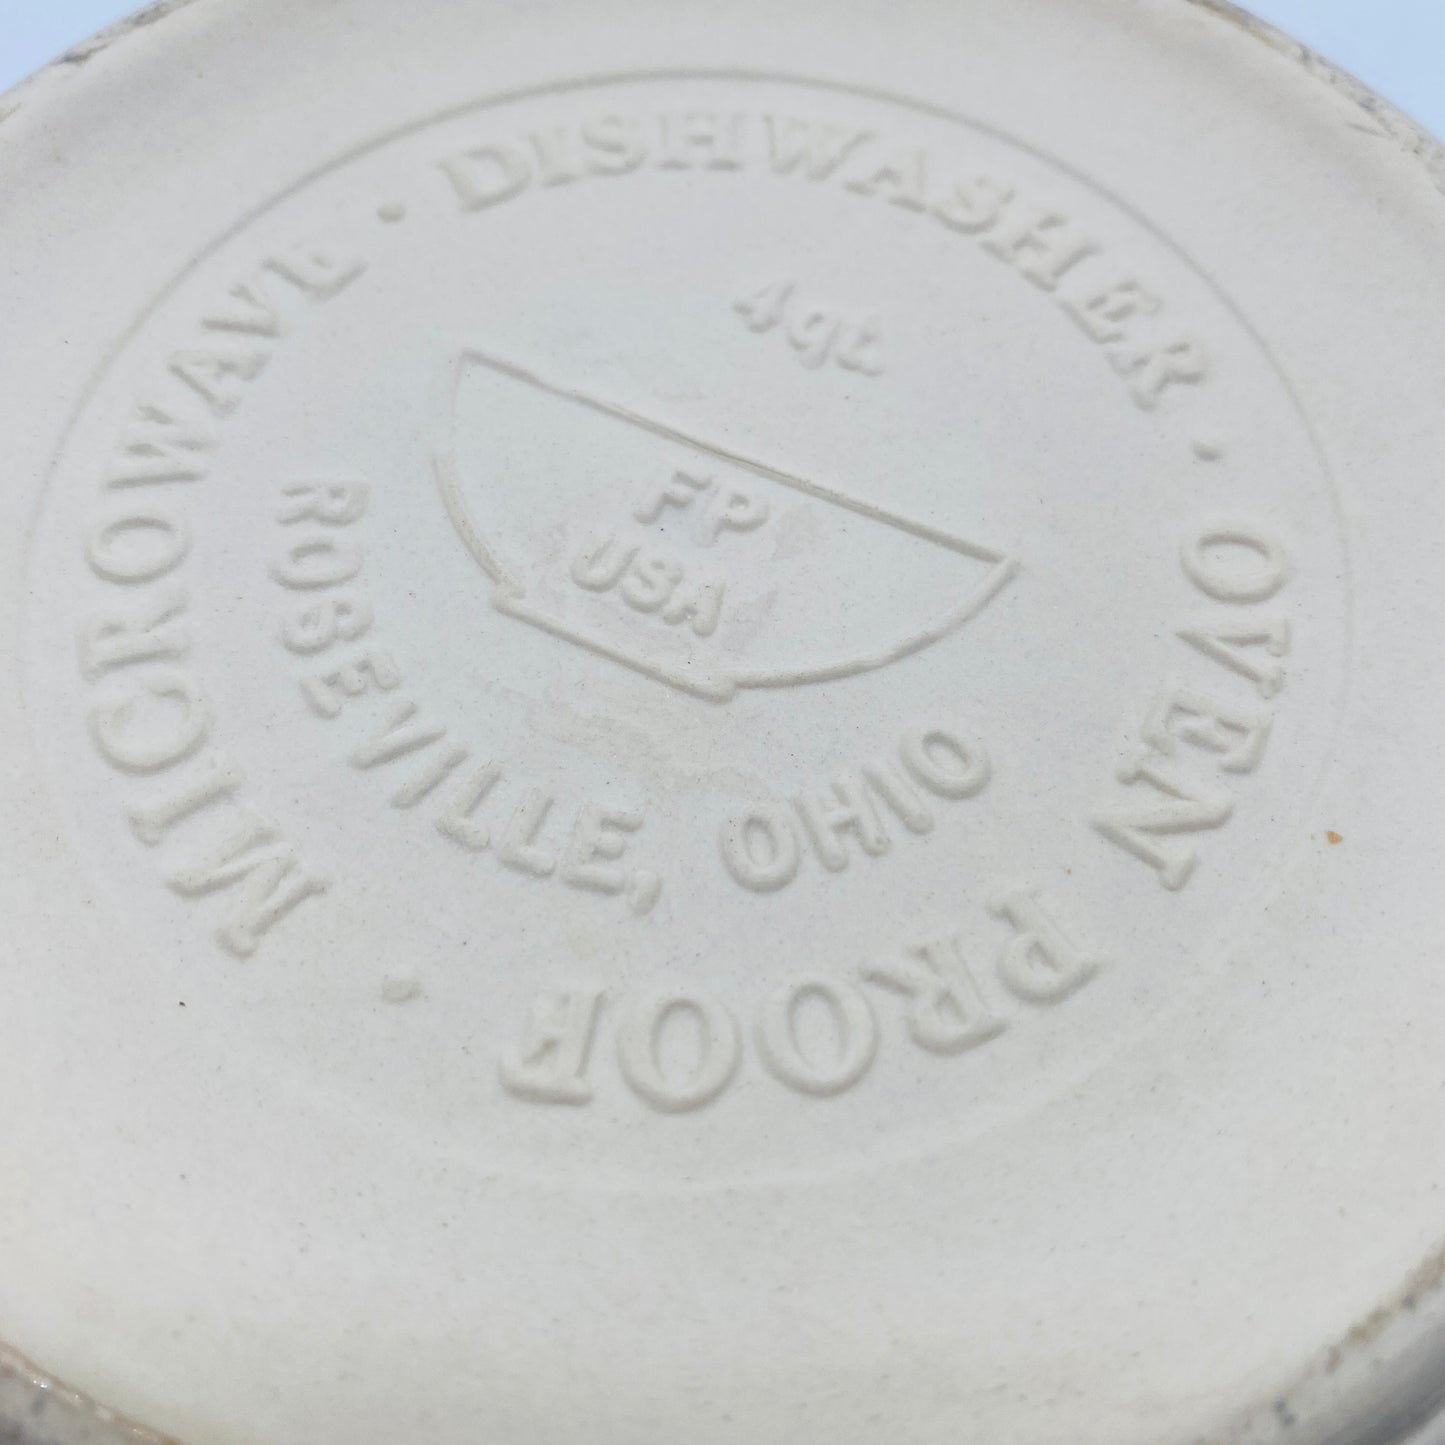 MICROWAVE · DISHWASHER · OVEN PROOF ·
4qt
FP
USA
ROSEVILLE, OHIO